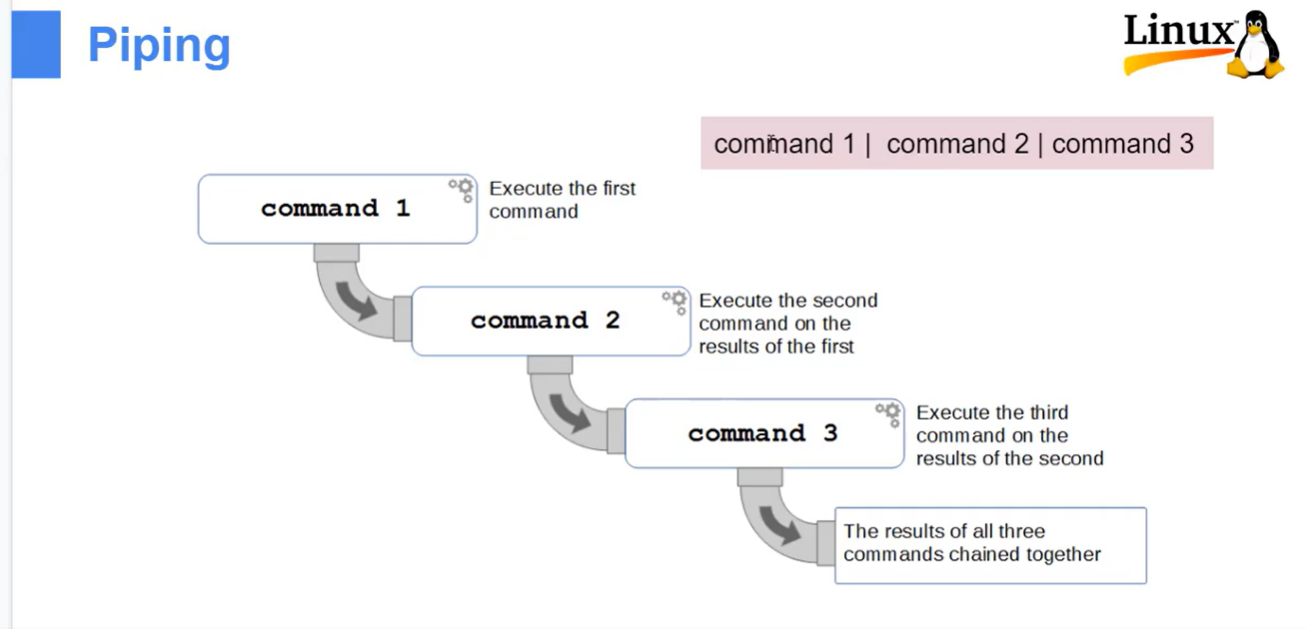 Piping
Linux™
command 1 |  command 2 | command 3
command 1
Execute the first
command
command 2
Execute the second
command on the
results of the first
command 3
Execute the third
command on the
results of the second
The results of all three
commands chained together